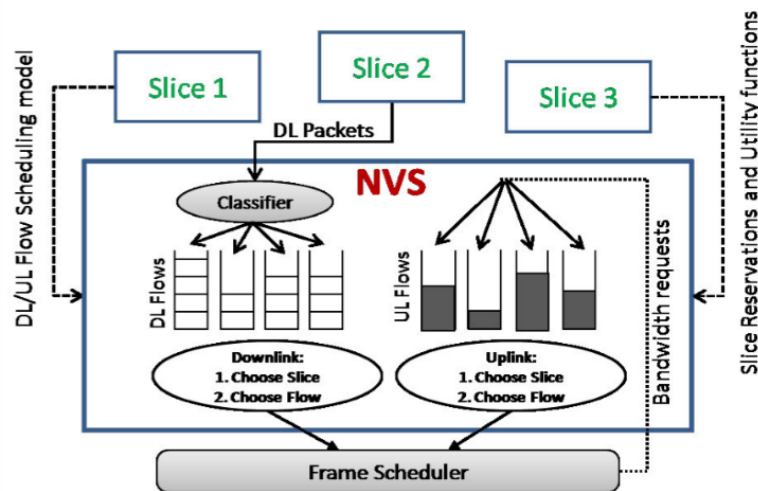 Slice 1
Slice 2
Slice 3
DL/UL Flow Scheduling model
Slice Reservations and Utility functions
DL Packets
NVS
Classifier
DL Flows
UL Flows
Bandwidth requests
Downlink:
1. Choose Slice
2. Choose Flow
Uplink:
1. Choose Slice
2. Choose Flow
Frame Scheduler